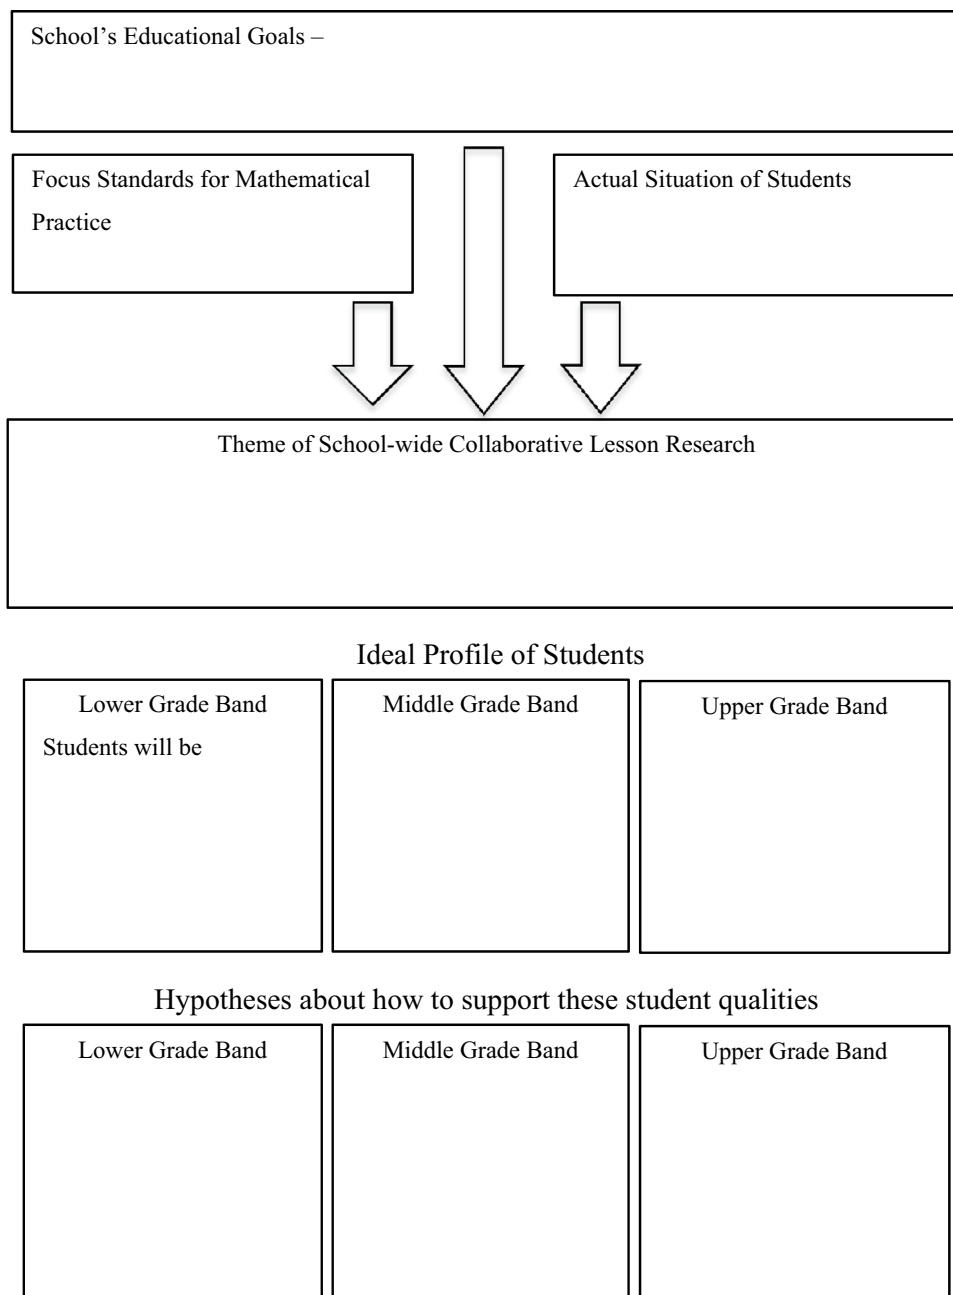 School’s Educational Goals –
Focus Standards for Mathematical
Practice
Actual Situation of Students
Theme of School-wide Collaborative Lesson Research
Ideal Profile of Students
Lower Grade Band
Students will be
Middle Grade Band
Upper Grade Band
Hypotheses about how to support these student qualities
Lower Grade Band
Middle Grade Band
Upper Grade Band